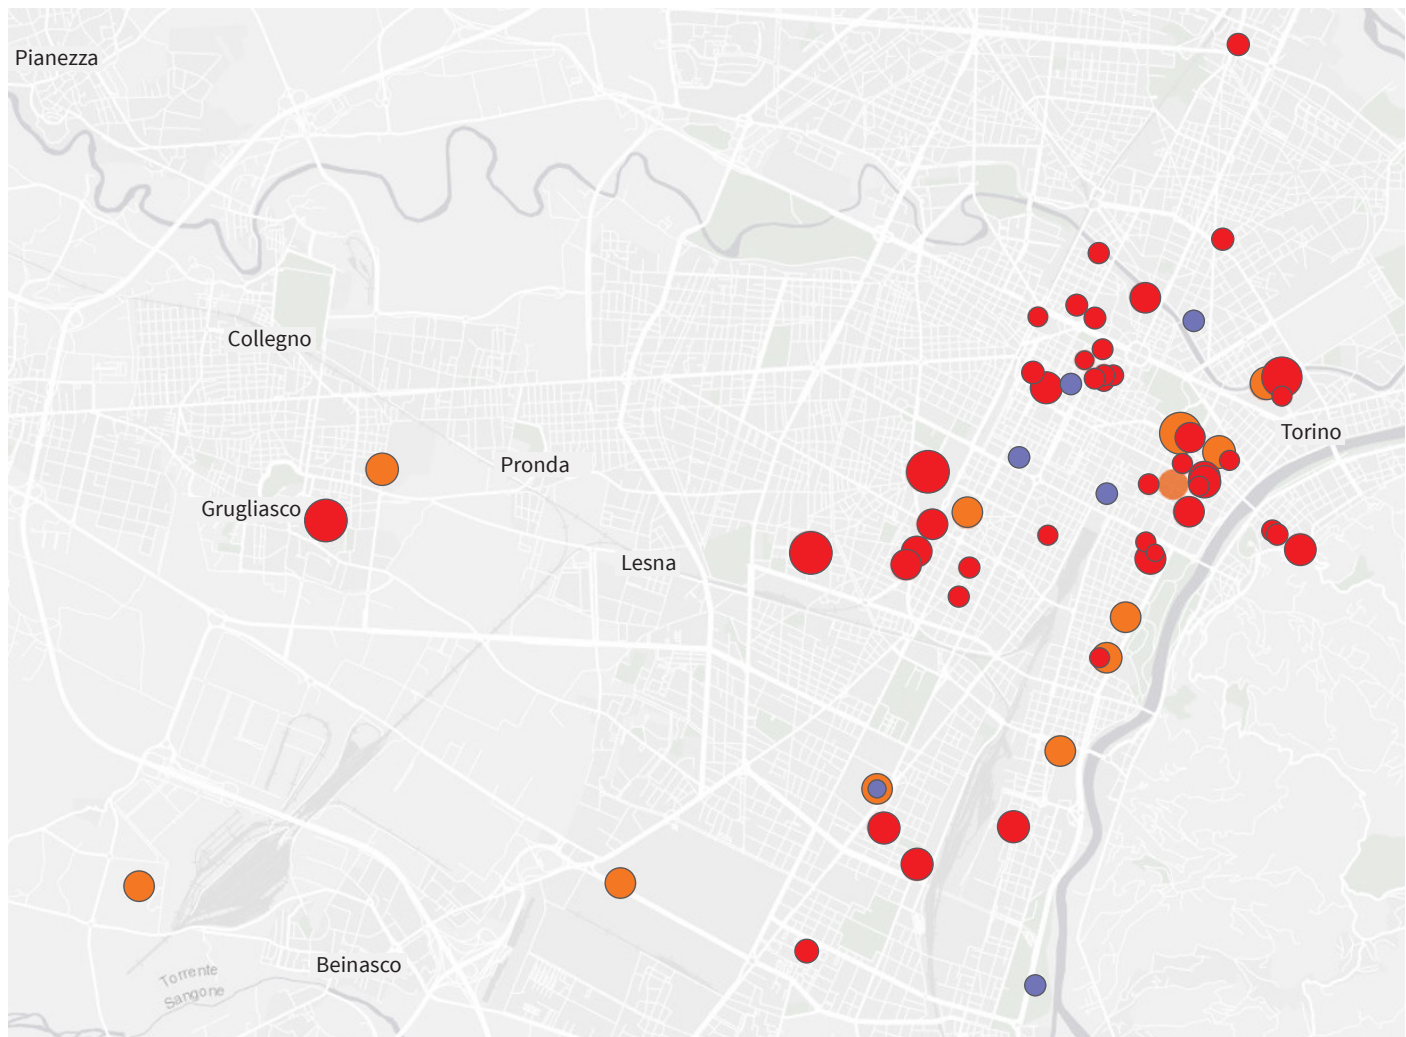 Pianezza
Collegno
Torino
Pronda
Grugliasco
Lesna
Beinasco
Torrente
Sangone